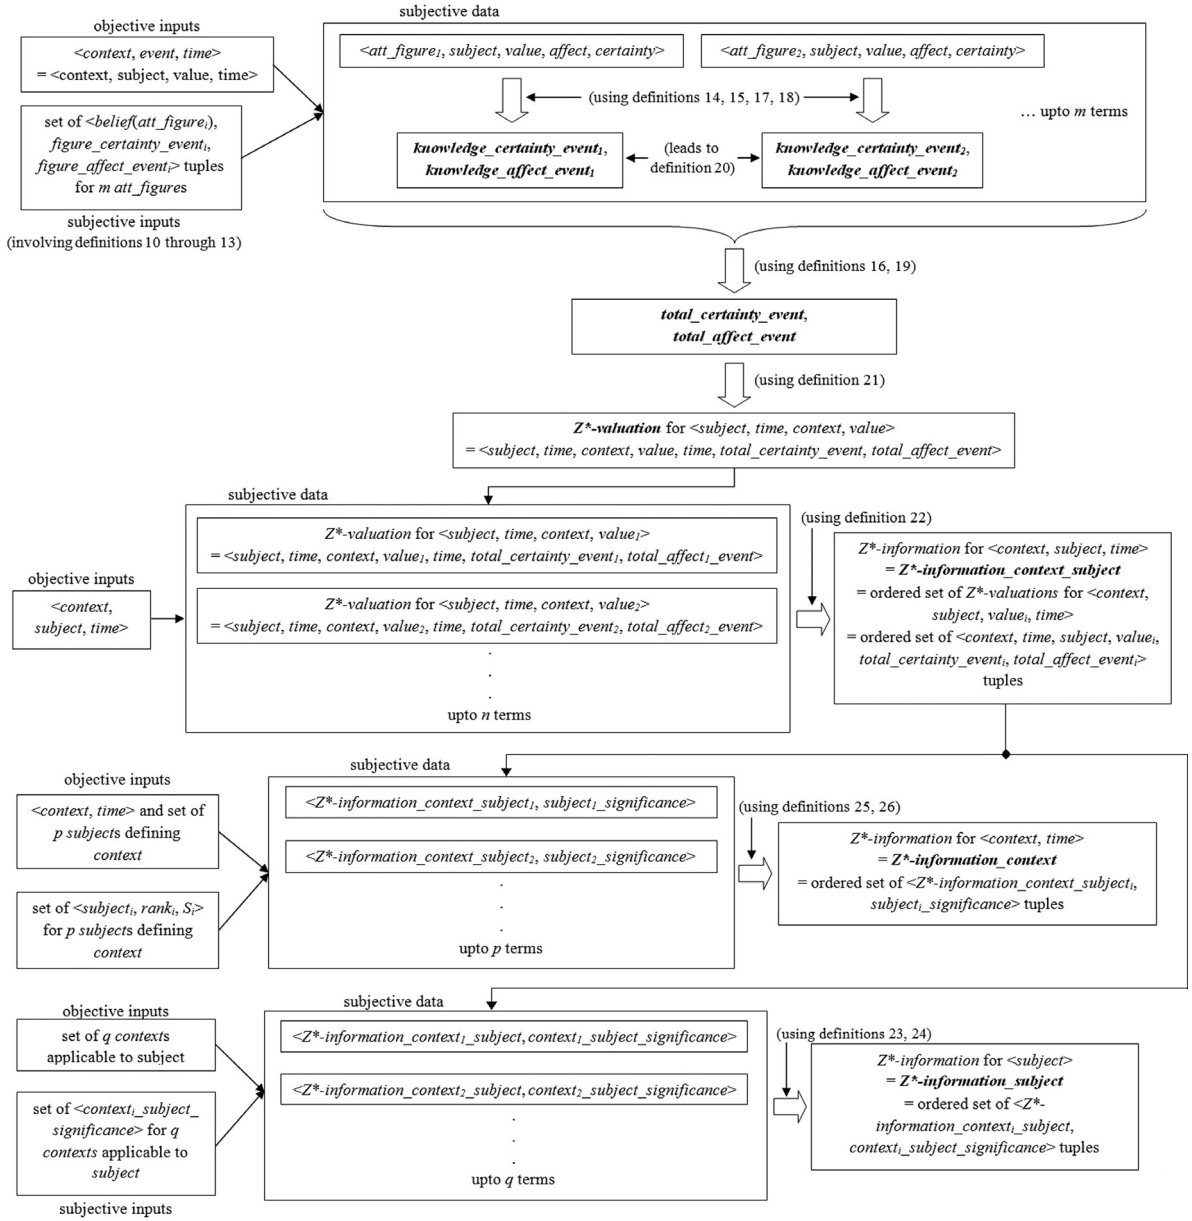 objective inputs
<context, event, time>
= <context, subject, value, time>
set of <belief(att_figureᵢ),
figure_certainty_eventᵢ,
figure_affect_eventᵢ> tuples
for m att_figures
subjective inputs
(involving definitions 10 through 13)
subjective data
<att_figure₁, subject, value, affect, certainty>
<att_figure₂, subject, value, affect, certainty>
(using definitions 14, 15, 17, 18)
... upto m terms
knowledge_certainty_event₁,
knowledge_affect_event₁
(leads to
definition 20)
knowledge_certainty_event₂,
knowledge_affect_event₂
(using definitions 16, 19)
total_certainty_event,
total_affect_event
(using definition 21)
Z*-valuation for <subject, time, context, value>
= <subject, time, context, value, time, total_certainty_event, total_affect_event>
objective inputs
<context,
subject, time>
subjective data
Z*-valuation for <subject, time, context, value₁>
= <subject, time, context, value₁, time, total_certainty_event₁, total_affect₁_event>
Z*-valuation for <subject, time, context, value₂>
= <subject, time, context, value₂, time, total_certainty_event₂, total_affect₂_event>
.
.
.
upto n terms
(using definition 22)
Z*-information for <context, subject, time>
= Z*-information_context_subject
= ordered set of Z*-valuations for <context,
subject, valueᵢ, time>
= ordered set of <context, time, subject, valueᵢ,
total_certainty_eventᵢ, total_affect_eventᵢ>
tuples
objective inputs
<context, time> and set of
p subjects defining
context
set of <subjectᵢ, rankᵢ, Sᵢ>
for p subjects defining
context
subjective data
<Z*-information_context_subject₁, subject₁_significance>
<Z*-information_context_subject₂, subject₂_significance>
.
.
.
upto p terms
(using definitions 25, 26)
Z*-information for <context, time>
= Z*-information_context
= ordered set of <Z*-information_context_subjectᵢ,
subjectᵢ_significance> tuples
objective inputs
set of q contexts
applicable to subject
set of <contextᵢ_subject_
significance> for q
contexts applicable to
subject
subjective inputs
subjective data
<Z*-information_context₁_subject, context₁_subject_significance>
<Z*-information_context₂_subject, context₂_subject_significance>
.
.
.
upto q terms
(using definitions 23, 24)
Z*-information for <subject>
= Z*-information_subject
= ordered set of <Z*-
information_contextᵢ_subject,
contextᵢ_subject_significance> tuples